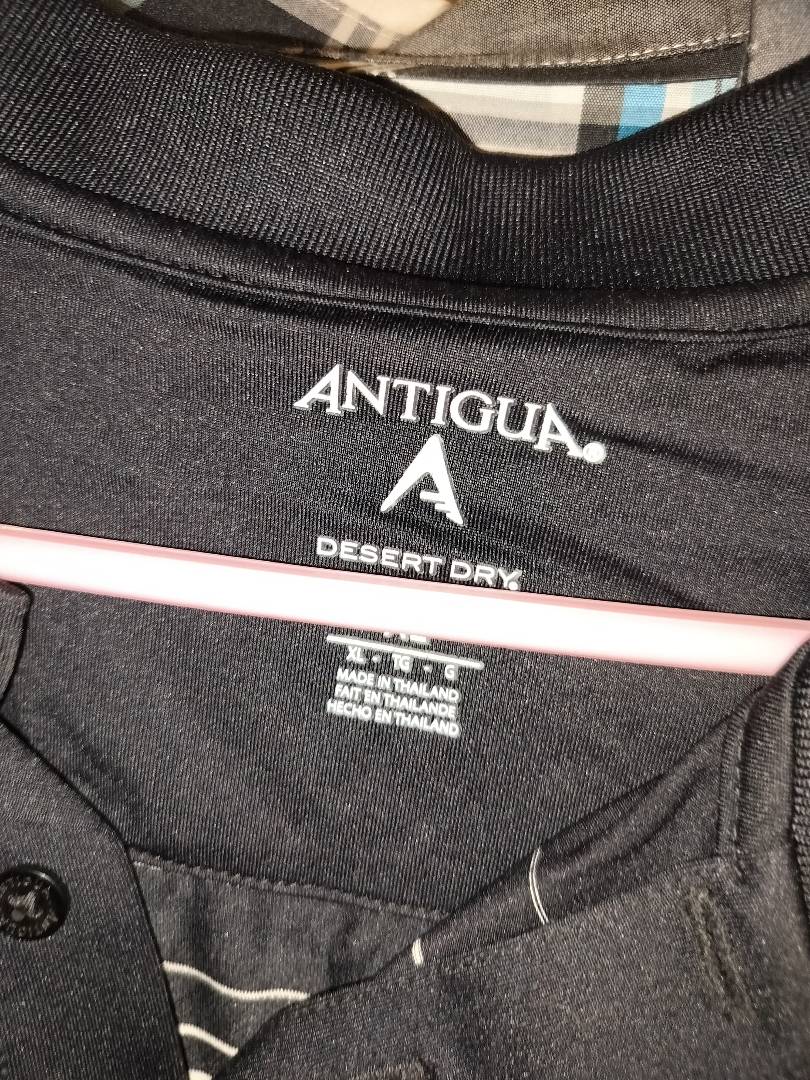 ANTIGUA®
DESERT DRY
XL - TG - G
MADE IN THAILAND
FAIT EN THAILANDE
HECHO EN THAILAND